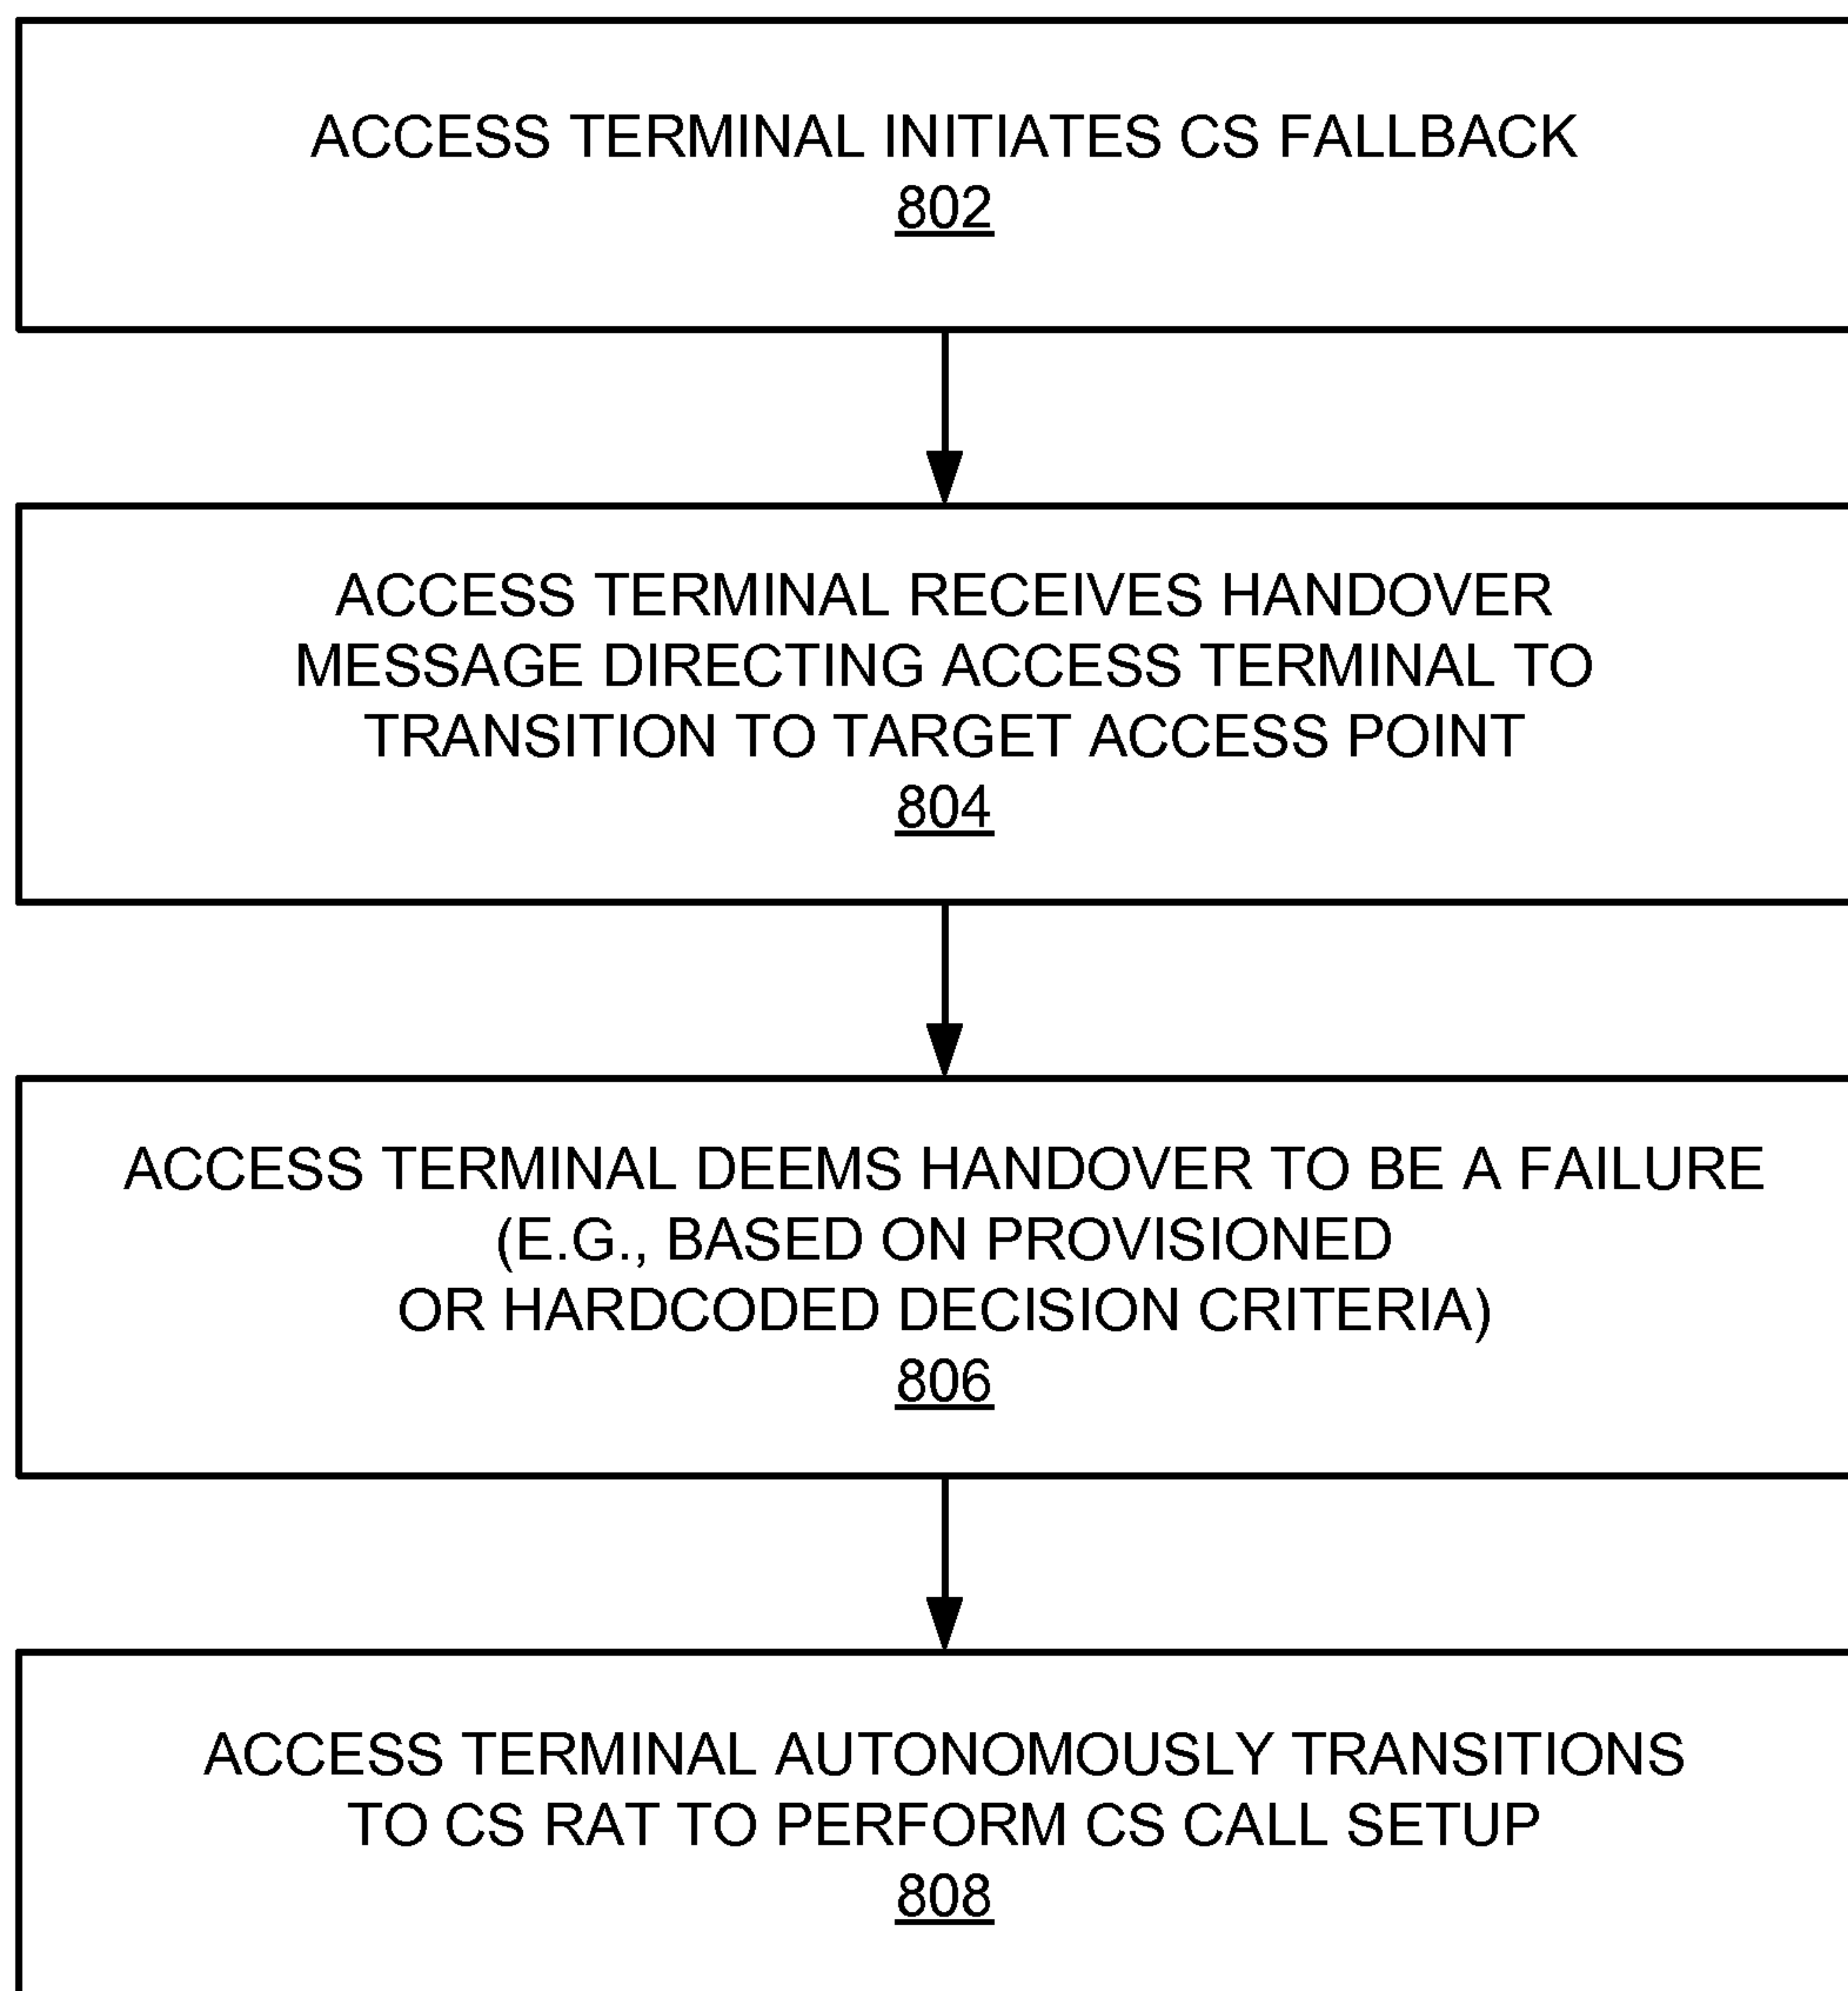 ACCESS TERMINAL INITIATES CS FALLBACK
802
ACCESS TERMINAL RECEIVES HANDOVER
MESSAGE DIRECTING ACCESS TERMINAL TO
TRANSITION TO TARGET ACCESS POINT
804
ACCESS TERMINAL DEEMS HANDOVER TO BE A FAILURE
(E.G., BASED ON PROVISIONED
OR HARDCODED DECISION CRITERIA)
806
ACCESS TERMINAL AUTONOMOUSLY TRANSITIONS
TO CS RAT TO PERFORM CS CALL SETUP
808